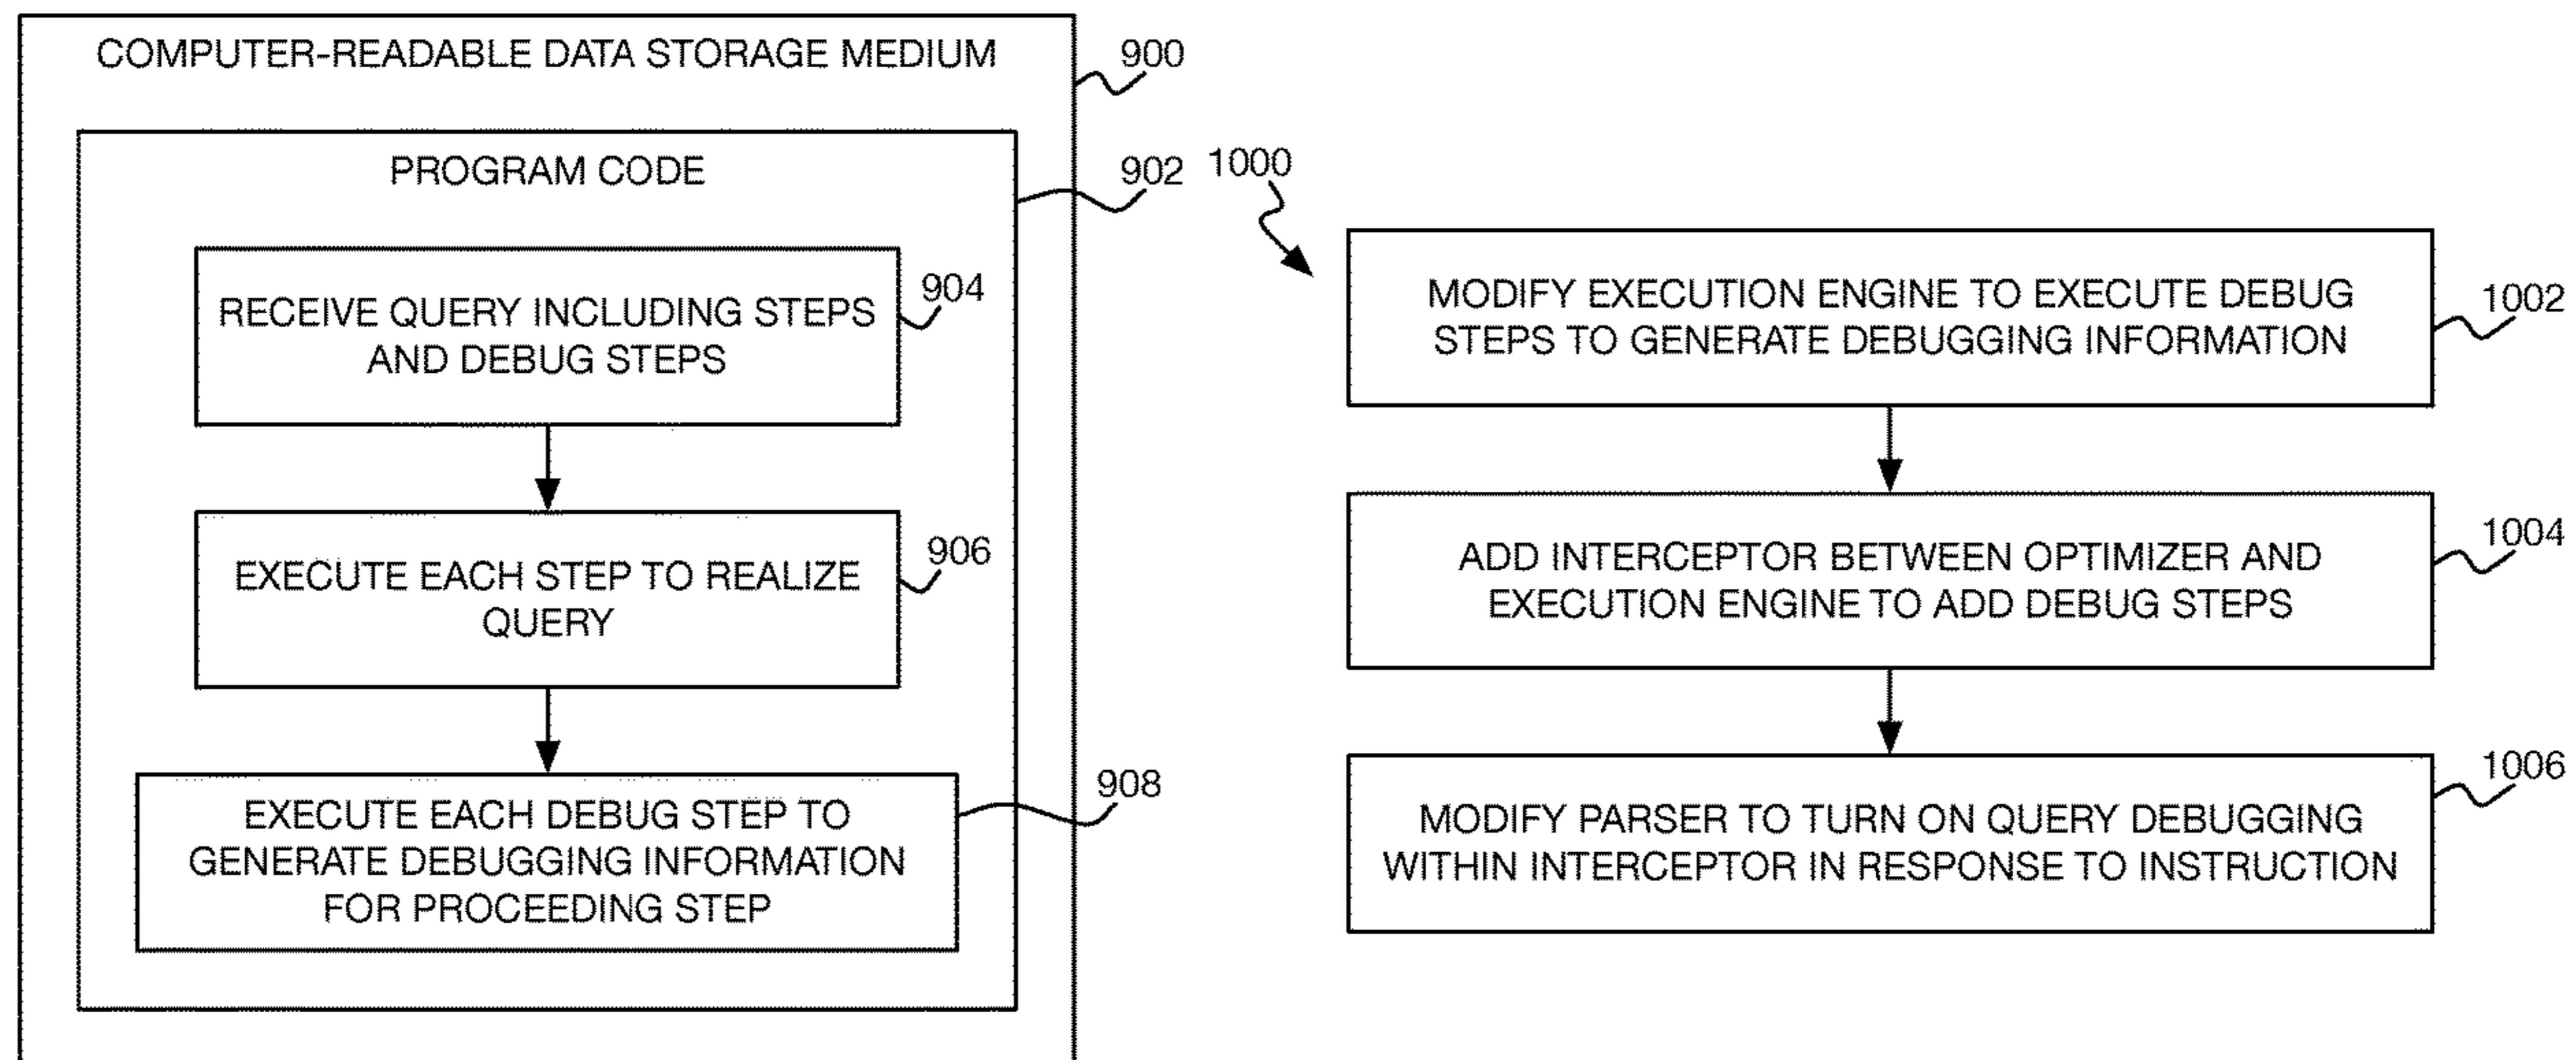 COMPUTER-READABLE DATA STORAGE MEDIUM
900
PROGRAM CODE
902
RECEIVE QUERY INCLUDING STEPS
AND DEBUG STEPS
904
EXECUTE EACH STEP TO REALIZE
QUERY
906
EXECUTE EACH DEBUG STEP TO
GENERATE DEBUGGING INFORMATION
FOR PROCEEDING STEP
908
1000
MODIFY EXECUTION ENGINE TO EXECUTE DEBUG
STEPS TO GENERATE DEBUGGING INFORMATION
1002
ADD INTERCEPTOR BETWEEN OPTIMIZER AND
EXECUTION ENGINE TO ADD DEBUG STEPS
1004
MODIFY PARSER TO TURN ON QUERY DEBUGGING
WITHIN INTERCEPTOR IN RESPONSE TO INSTRUCTION
1006